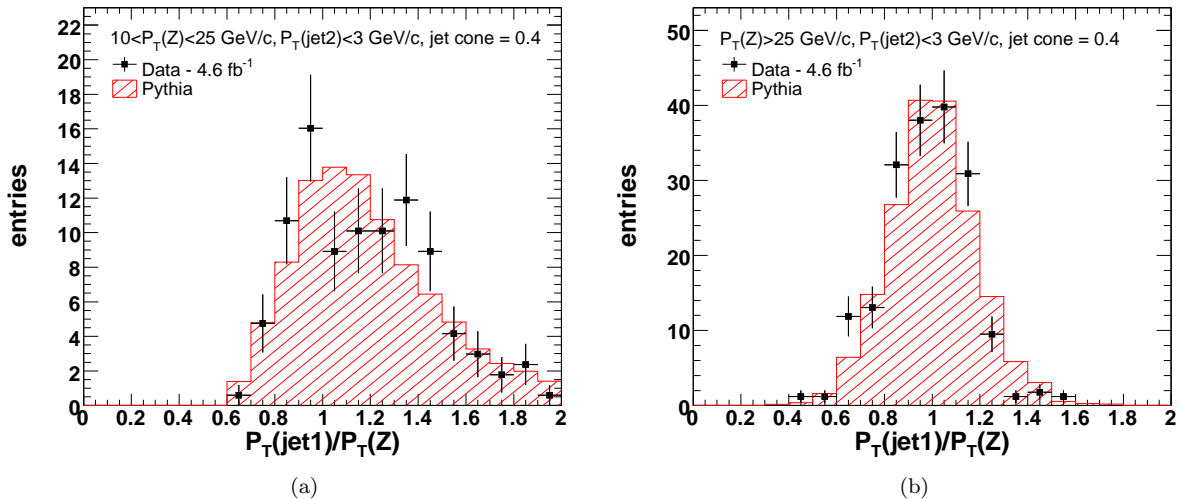 10<P_T(Z)<25 GeV/c, P_T(jet2)<3 GeV/c, jet cone = 0.4
Data - 4.6 fb⁻¹
Pythia
entries
22
20
18
16
14
12
10
8
6
4
2
0
0 0.2 0.4 0.6 0.8 1 1.2 1.4 1.6 1.8 2
P_T(jet1)/P_T(Z)
(a)
P_T(Z)>25 GeV/c, P_T(jet2)<3 GeV/c, jet cone = 0.4
Data - 4.6 fb⁻¹
Pythia
entries
50
40
30
20
10
0
0 0.2 0.4 0.6 0.8 1 1.2 1.4 1.6 1.8 2
P_T(jet1)/P_T(Z)
(b)